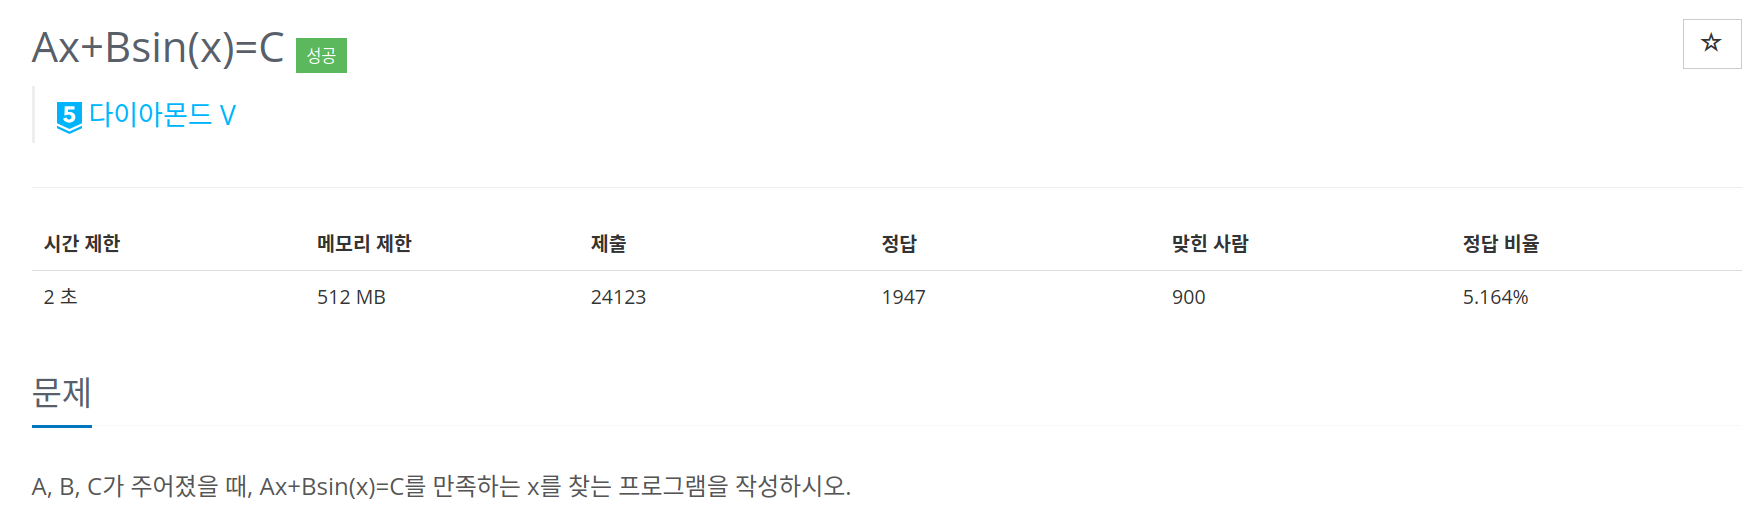 Ax+Bsin(x)=C 성공
☆
5 다이아몬드 V
시간 제한 메모리 제한 제출 정답 맞힌 사람 정답 비율
2 초 512 MB 24123 1947 900 5.164%
문제
A, B, C가 주어졌을 때, Ax+Bsin(x)=C를 만족하는 x를 찾는 프로그램을 작성하시오.